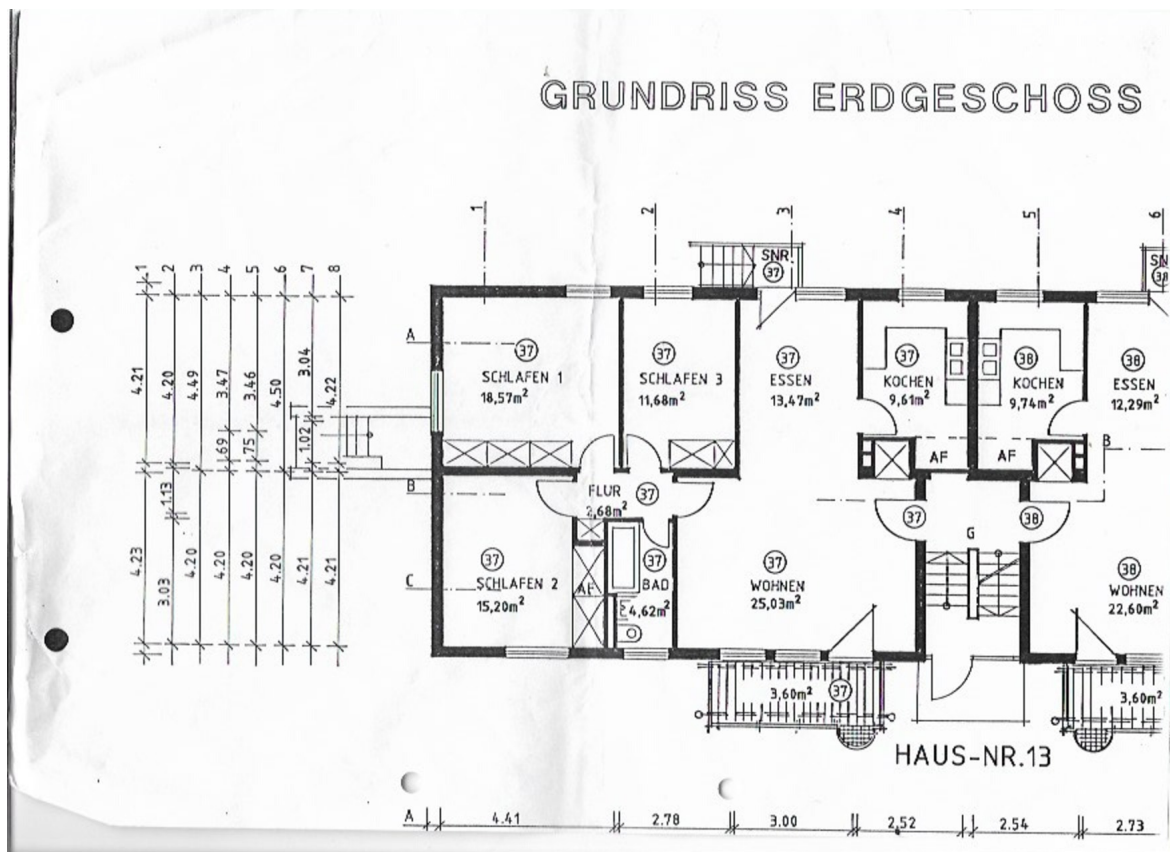 GRUNDRISS ERDGESCHOSS
1
2
3
4
5
6
SNR
37
SN
38
1
2
3
4
5
6
7
8
4.21
4.20
4.49
3.47
3.46
4.50
3.04
4.22
69
75
1.02
1.13
4.23
3.03
4.20
4.20
4.20
4.20
4.21
4.21
A
B
C
37
SCHLAFEN 1
18,57m²
37
SCHLAFEN 3
11,68m²
37
ESSEN
13,47m²
37
KOCHEN
9,61m²
38
KOCHEN
9,74m²
38
ESSEN
12,29m²
AF
AF
B
FLUR
37
2,68m²
37
38
G
37
SCHLAFEN 2
15,20m²
AF
37
BAD
4,62m²
37
WOHNEN
25,03m²
38
WOHNEN
22,60m²
3,60m²
37
3,60m²
HAUS-NR.13
A
4.41
2.78
3.00
2.52
2.54
2.73